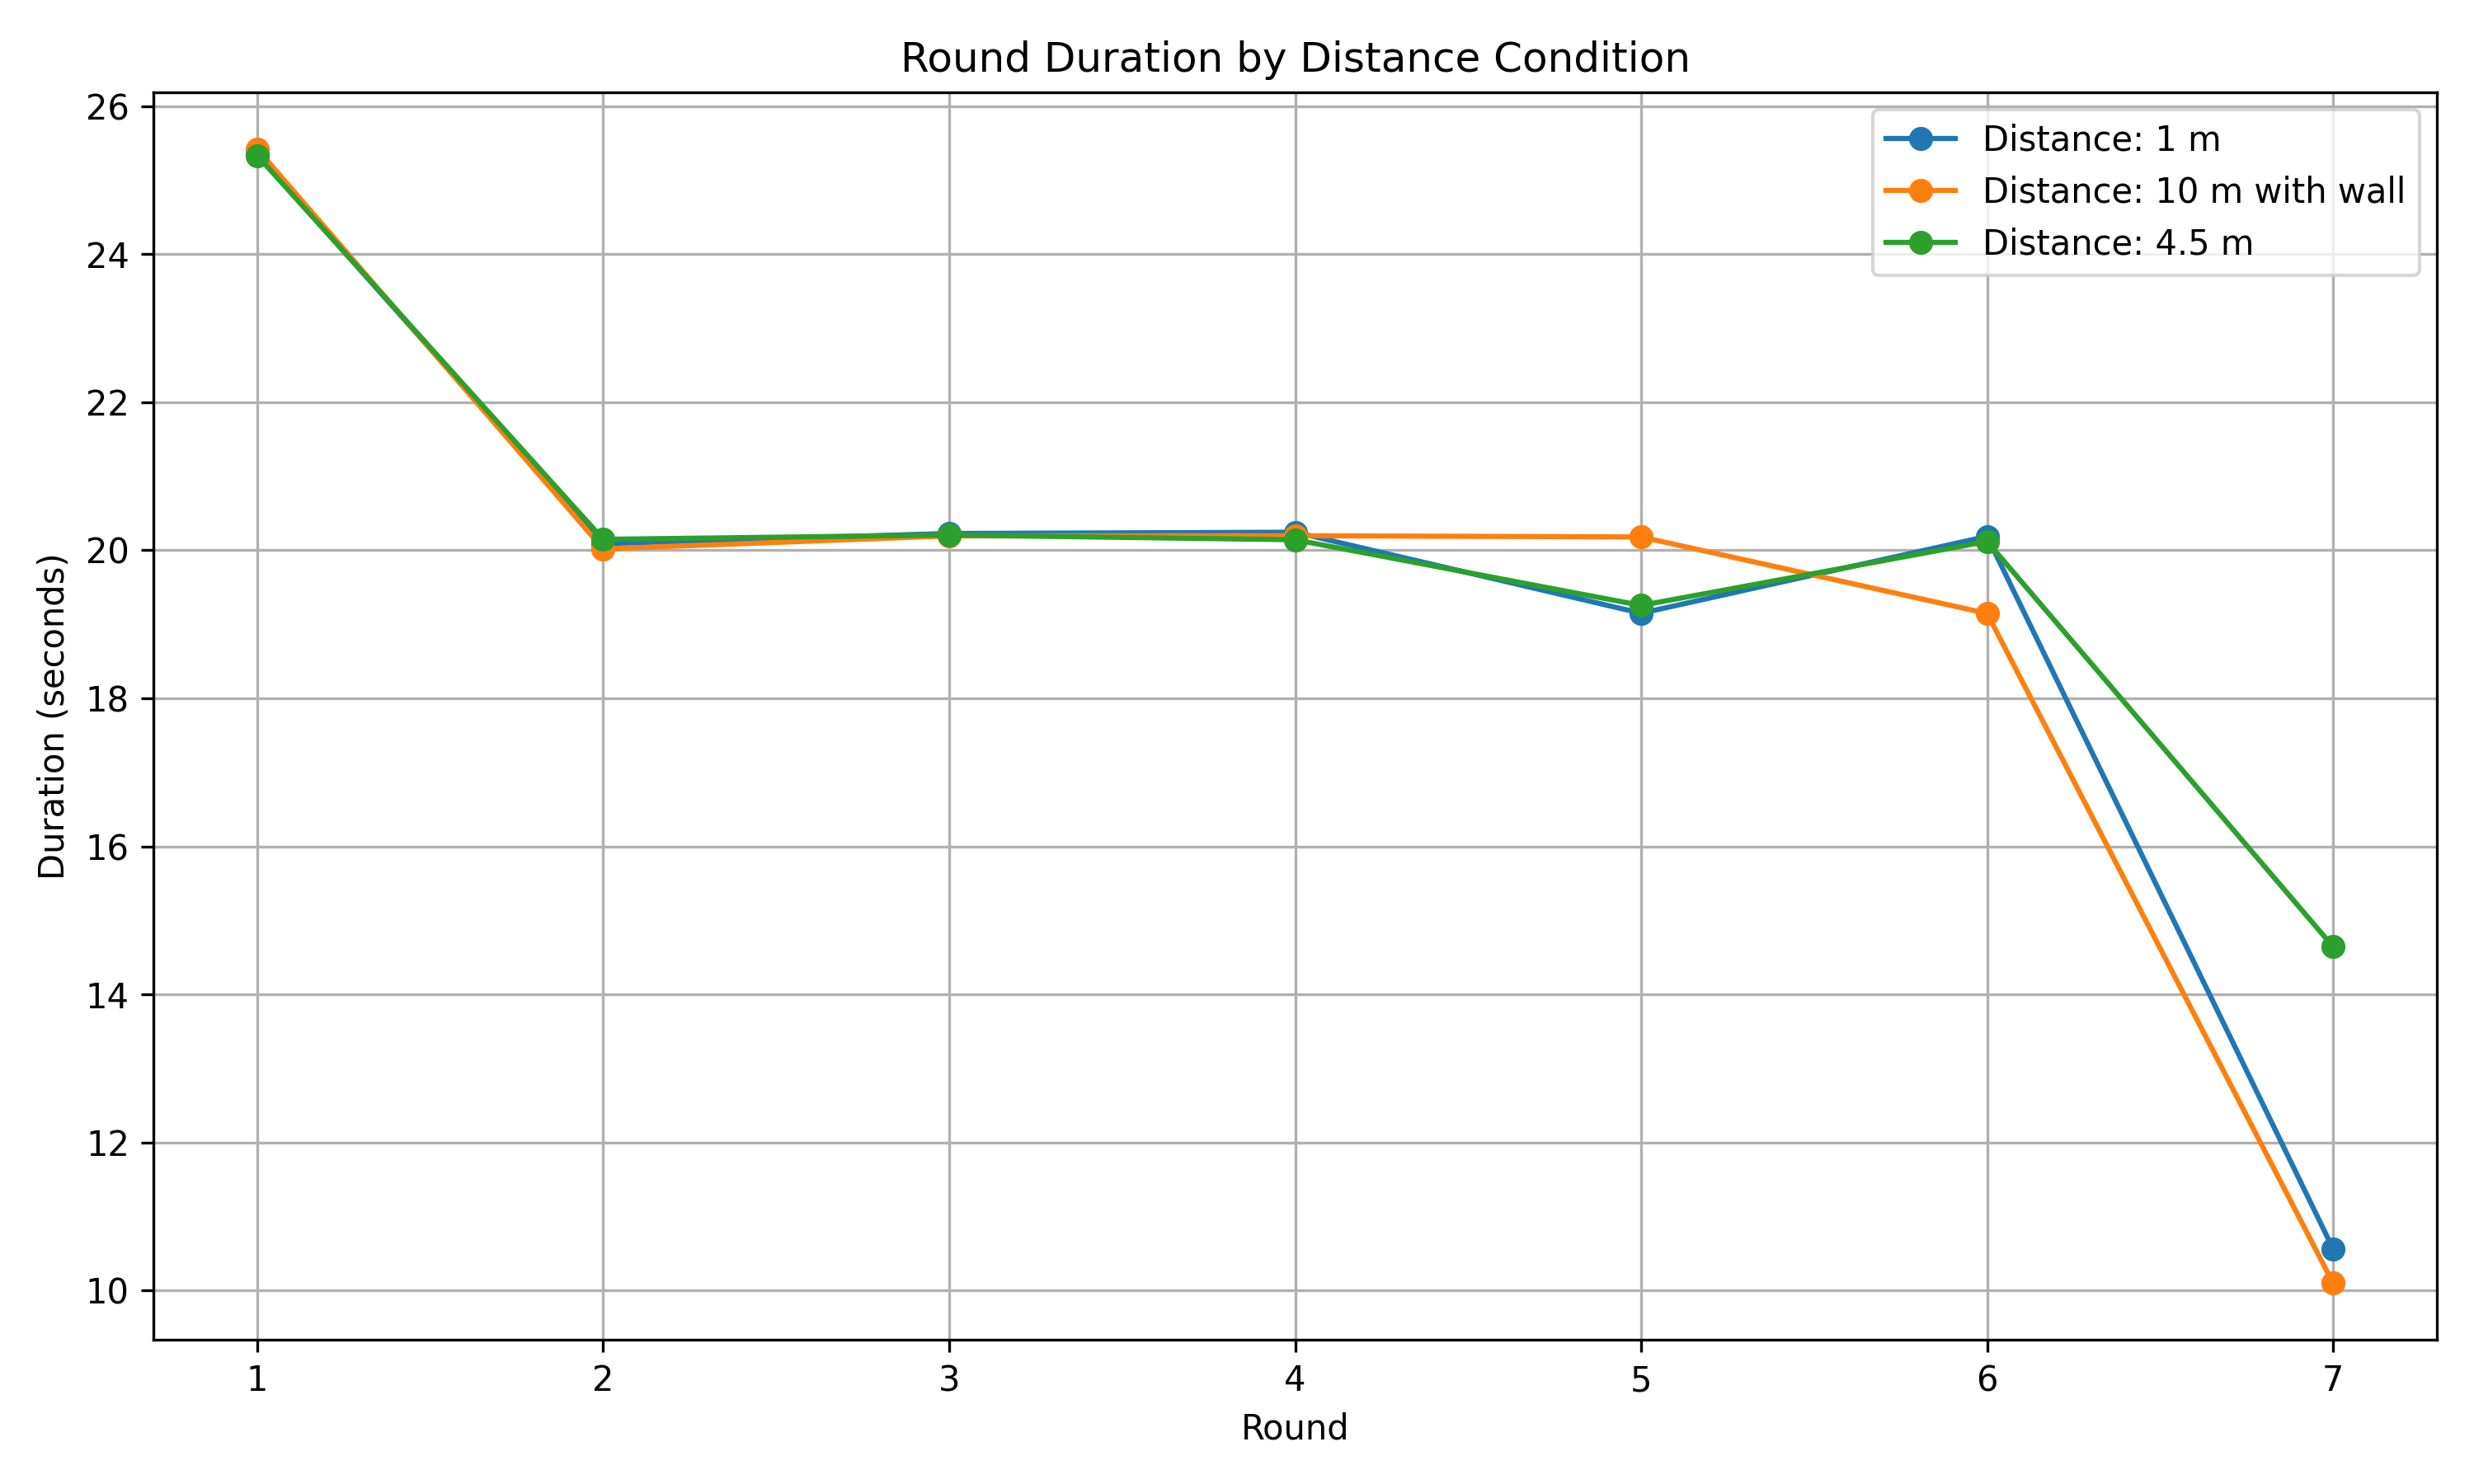 Round Duration by Distance Condition
26
24
22
20
18
16
14
12
10
Duration (seconds)
Distance: 1 m
Distance: 10 m with wall
Distance: 4.5 m
1 2 3 4 5 6 7
Round